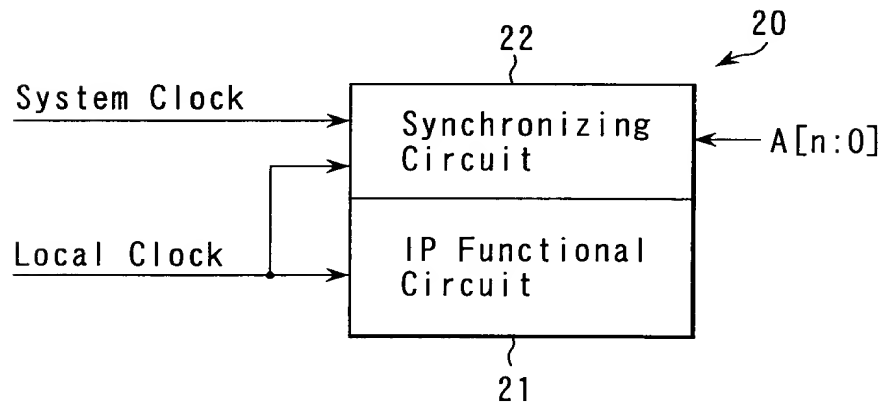 20
22
System Clock
Synchronizing
Circuit
A[n:0]
Local Clock
IP Functional
Circuit
21